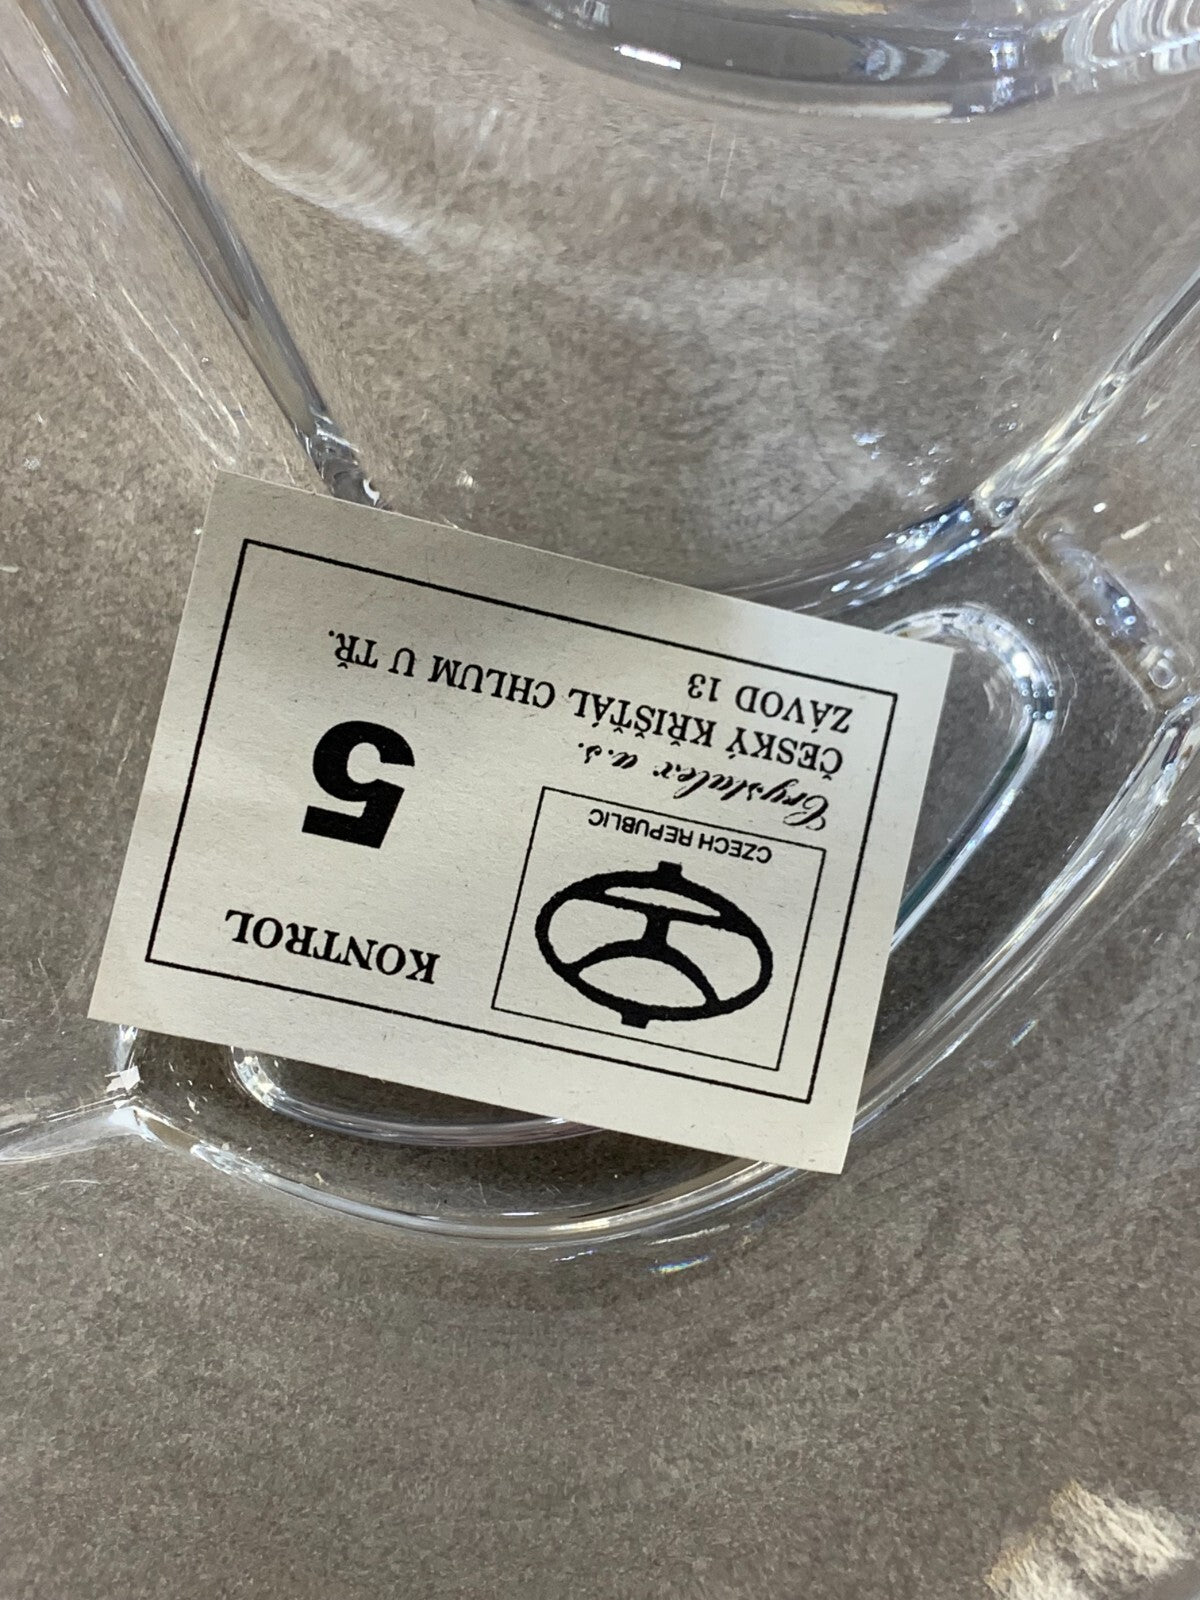 KONTROL
5
CZECH REPUBLIC
Crystalex a.s.
ČESKÝ KŘIŠŤÁL CHLUM U TŘ.
ZÁVOD 13